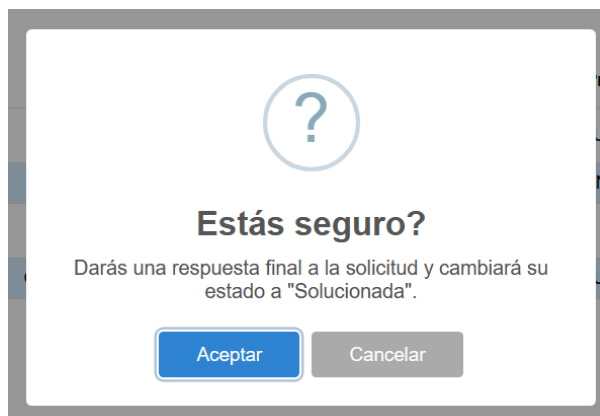 ?
Estás seguro?
Darás una respuesta final a la solicitud y cambiará su
estado a "Solucionada".
Aceptar
Cancelar